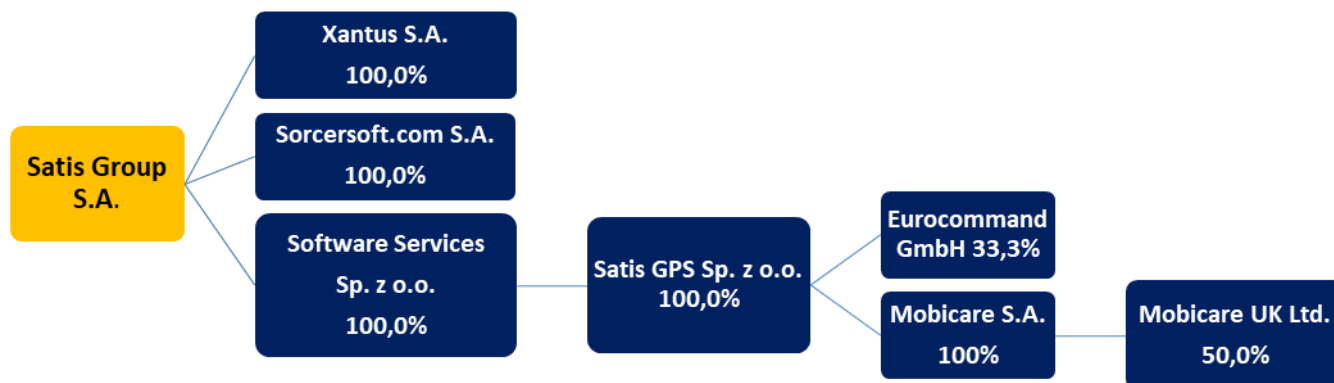 Satis Group
S.A.
Xantus S.A.
100,0%
Sorcersoft.com S.A.
100,0%
Software Services
Sp. z o.o.
100,0%
Satis GPS Sp. z o.o.
100,0%
Eurocommand
GmbH 33,3%
Mobicare S.A.
100%
Mobicare UK Ltd.
50,0%